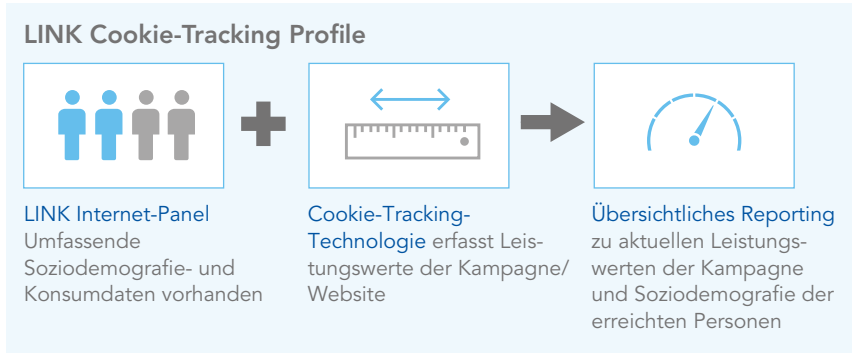 LINK Cookie-Tracking Profile
LINK Internet-Panel
Umfassende
Soziodemografie- und
Konsumdaten vorhanden
Cookie-Tracking-
Technologie erfasst Leis-
tungswerte der Kampagne/
Website
Übersichtliches Reporting
zu aktuellen Leistungs-
werten der Kampagne
und Soziodemografie der
erreichten Personen